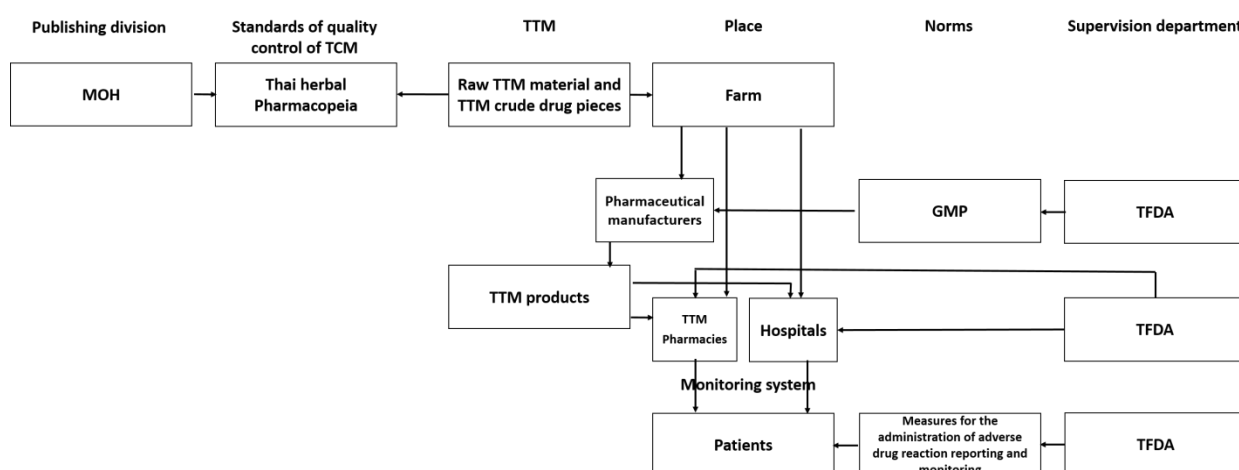 Publishing division
Standards of quality
control of TCM
TTM
Place
Norms
Supervision department
MOH
Thai herbal
Pharmacopeia
Raw TTM material and
TTM crude drug pieces
Farm
Pharmaceutical
manufacturers
GMP
TFDA
TTM products
TTM
Pharmacies
Hospitals
TFDA
Monitoring system
Patients
Measures for the
administration of adverse
drug reaction reporting and
monitoring
TFDA